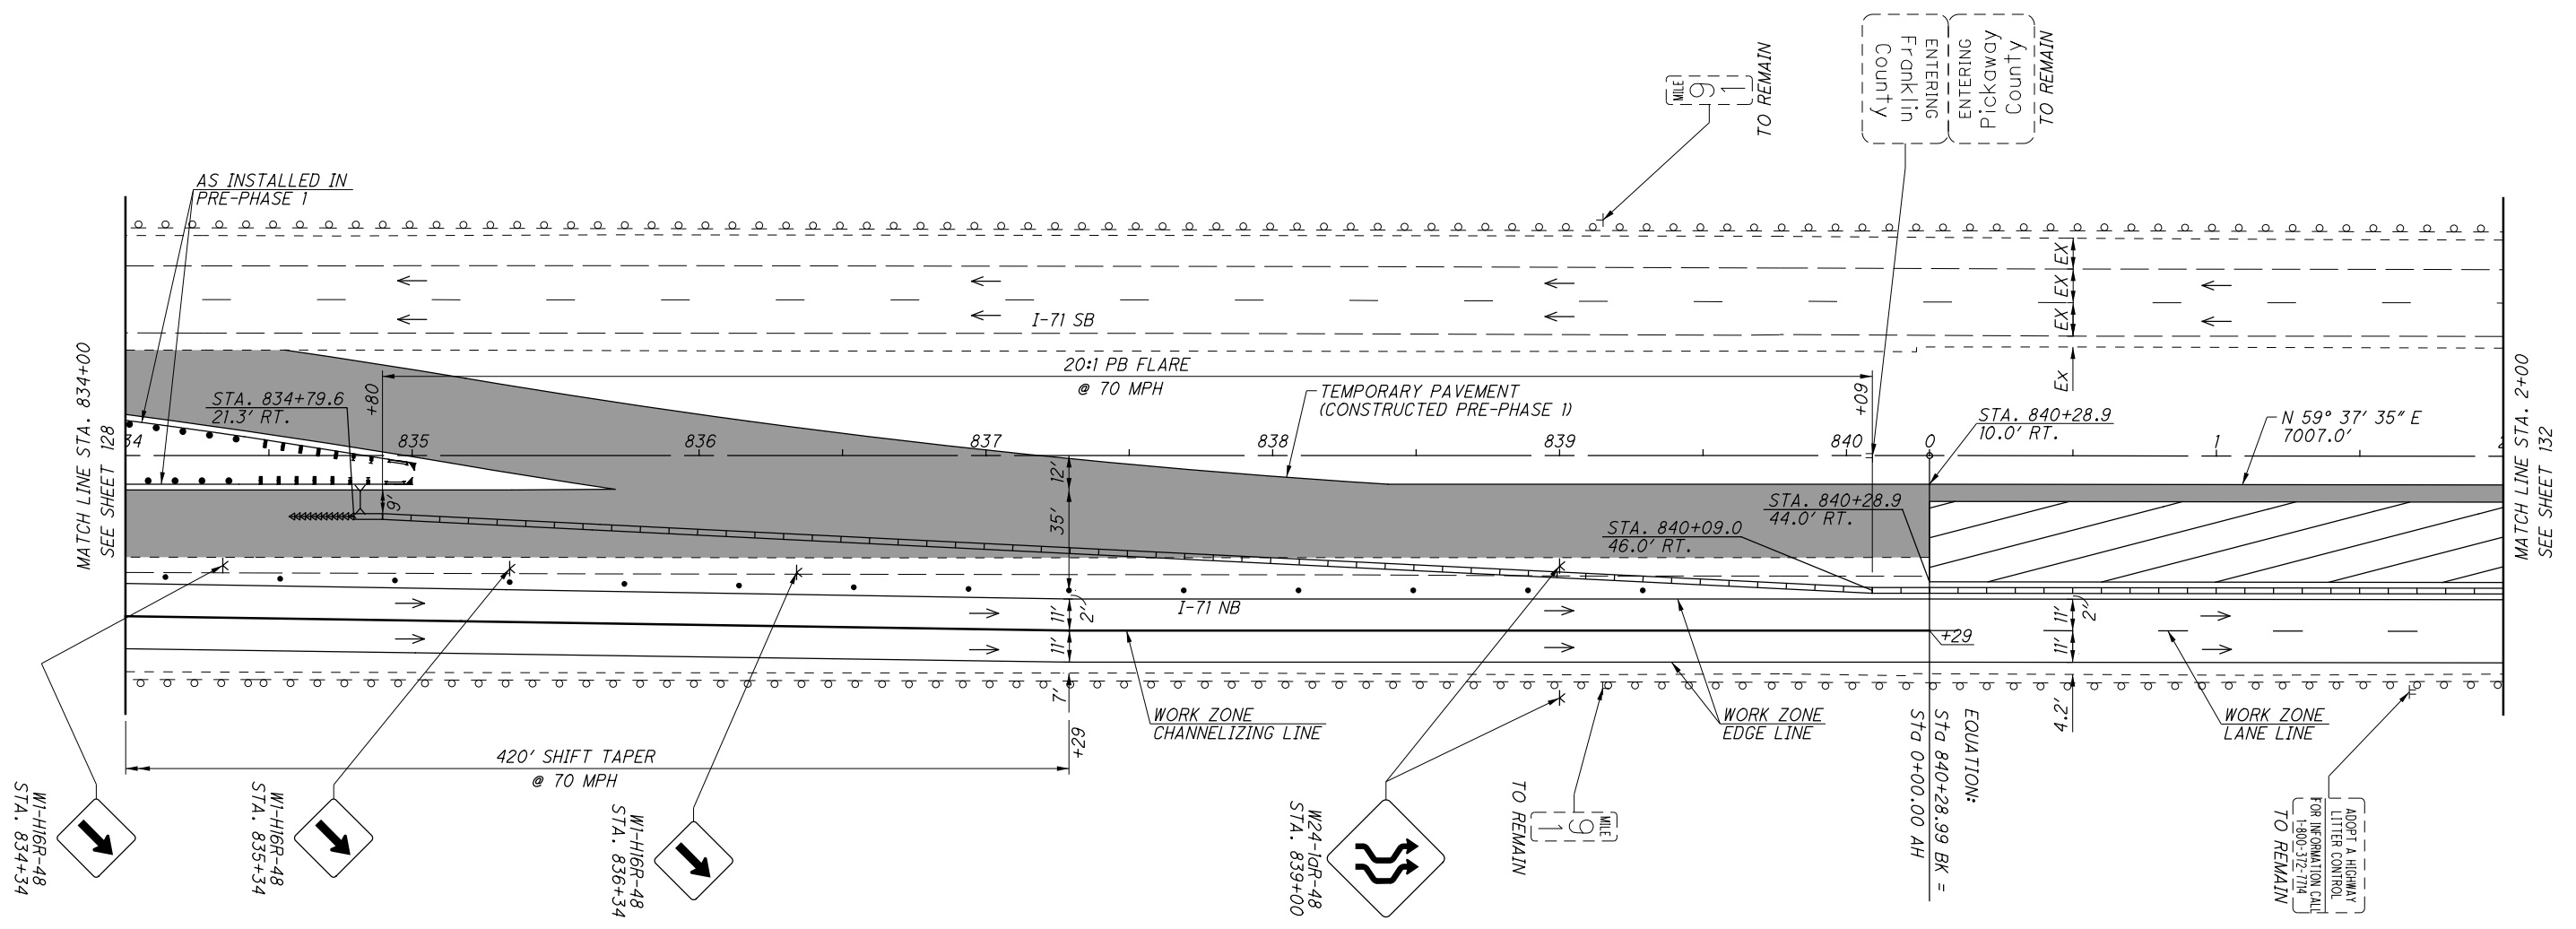 TO REMAIN
ENTERING
Pickaway
County
ENTERING
Franklin
County
MILE
9
1
TO REMAIN
AS INSTALLED IN
PRE-PHASE 1
I-71 SB
EX
EX
EX
Ex
20:1 PB FLARE
@ 70 MPH
+80
+09
TEMPORARY PAVEMENT
(CONSTRUCTED PRE-PHASE 1)
STA. 834+79.6
21.3' RT.
STA. 840+28.9
10.0' RT.
N 59° 37' 35" E
7007.0'
MATCH LINE STA. 834+00
SEE SHEET 128
MATCH LINE STA. 2+00
SEE SHEET 132
34
835
836
837
838
839
840
0
1
2
12'
9'
35'
STA. 840+28.9
44.0' RT.
STA. 840+09.0
46.0' RT.
I-71 NB
2'
11'
11'
7'
2'
11'
11'
4.2'
+29
WORK ZONE
CHANNELIZING LINE
WORK ZONE
EDGE LINE
WORK ZONE
LANE LINE
EQUATION:
Sta 840+28.99 BK =
Sta 0+00.00 AH
420' SHIFT TAPER
@ 70 MPH
+29
W1-H16R-48
STA. 834+34
W1-H16R-48
STA. 835+34
W1-H16R-48
STA. 836+34
W24-1aR-48
STA. 839+00
MILE
9
1
TO REMAIN
ADOPT A HIGHWAY
LITTER CONTROL
FOR INFORMATION CALL
1-800-372-7714
TO REMAIN